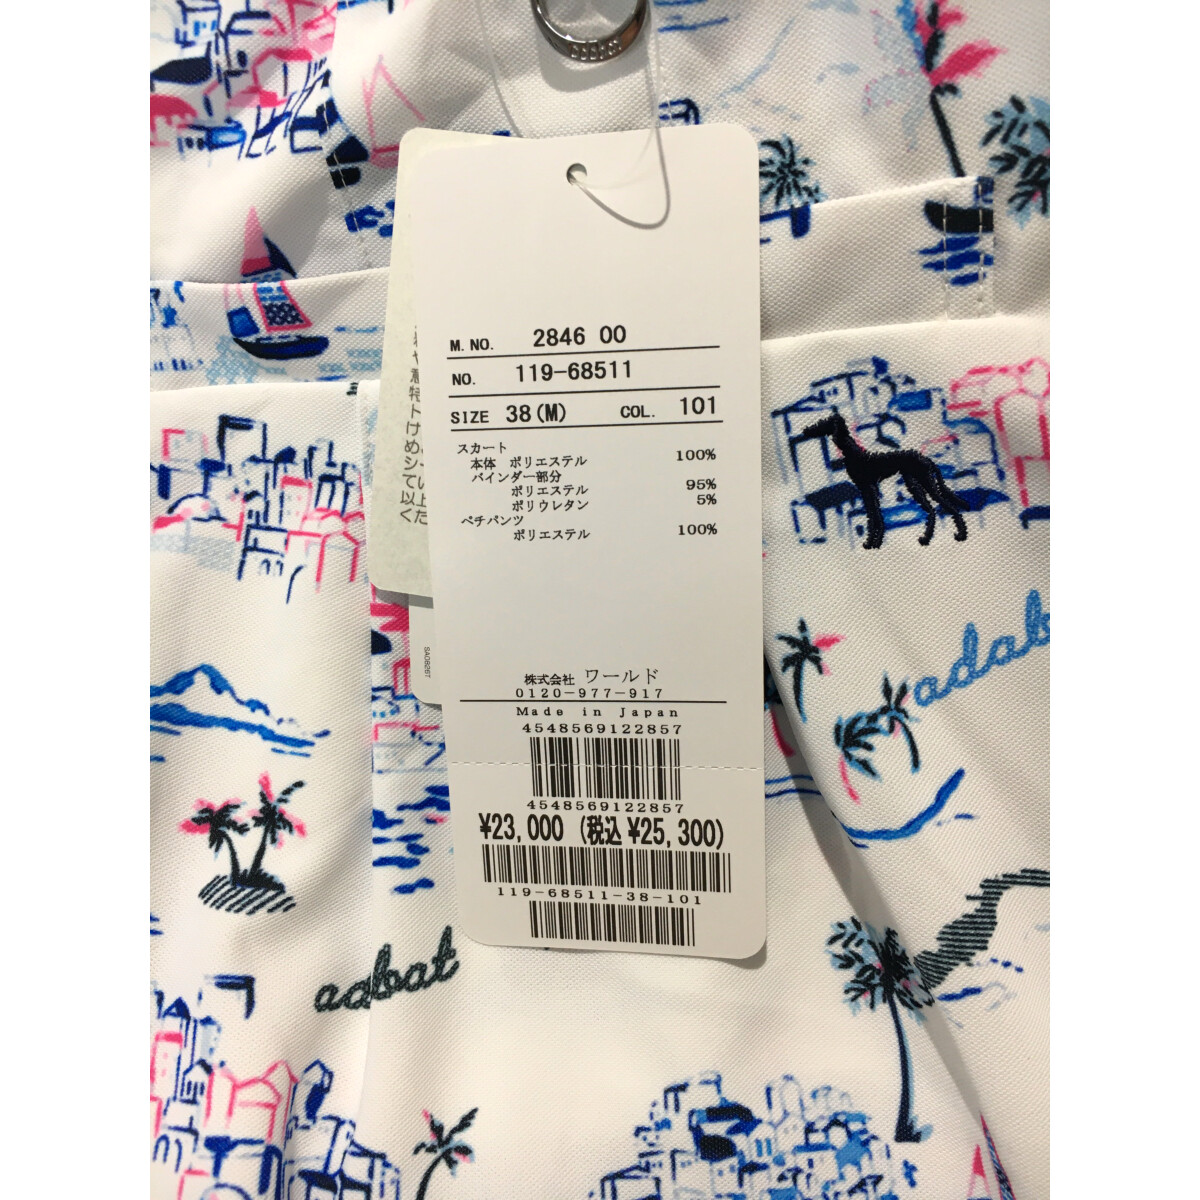 M. NO. 2846 00
NO. 119-68511
SIZE 38(M) COL. 101
スカート
本体 ポリエステル 100%
バインダー部分
ポリエステル 95%
ポリウレタン 5%
ペチパンツ
ポリエステル 100%
株式会社 ワールド
0120-977-917
Made in Japan
4548569122857
4548569122857
¥23,000 (税込 ¥25,300)
119-68511-38-101
SA0826T
adabat
aabat